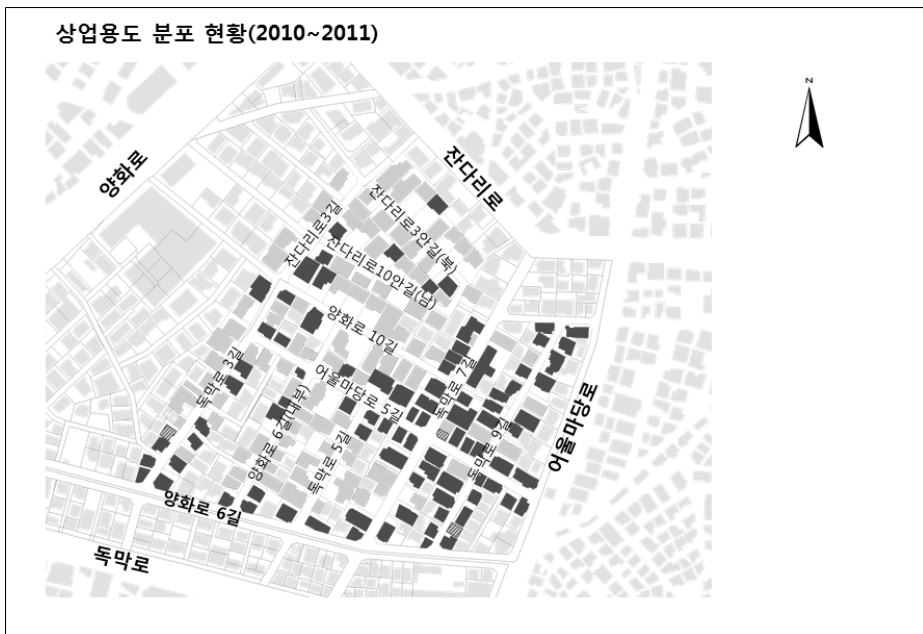 상업용도 분포 현황(2010~2011)
N
양화로
잔다리로
잔다리로3길
잔다리로3안길(북)
잔다리로10안길(남)
양화로 10길
어울마당로 5길
독막로 3길
양화로 6길(내부)
독막로 5길
독막로 7길
독막로 9길
어울마당로
양화로 6길
독막로